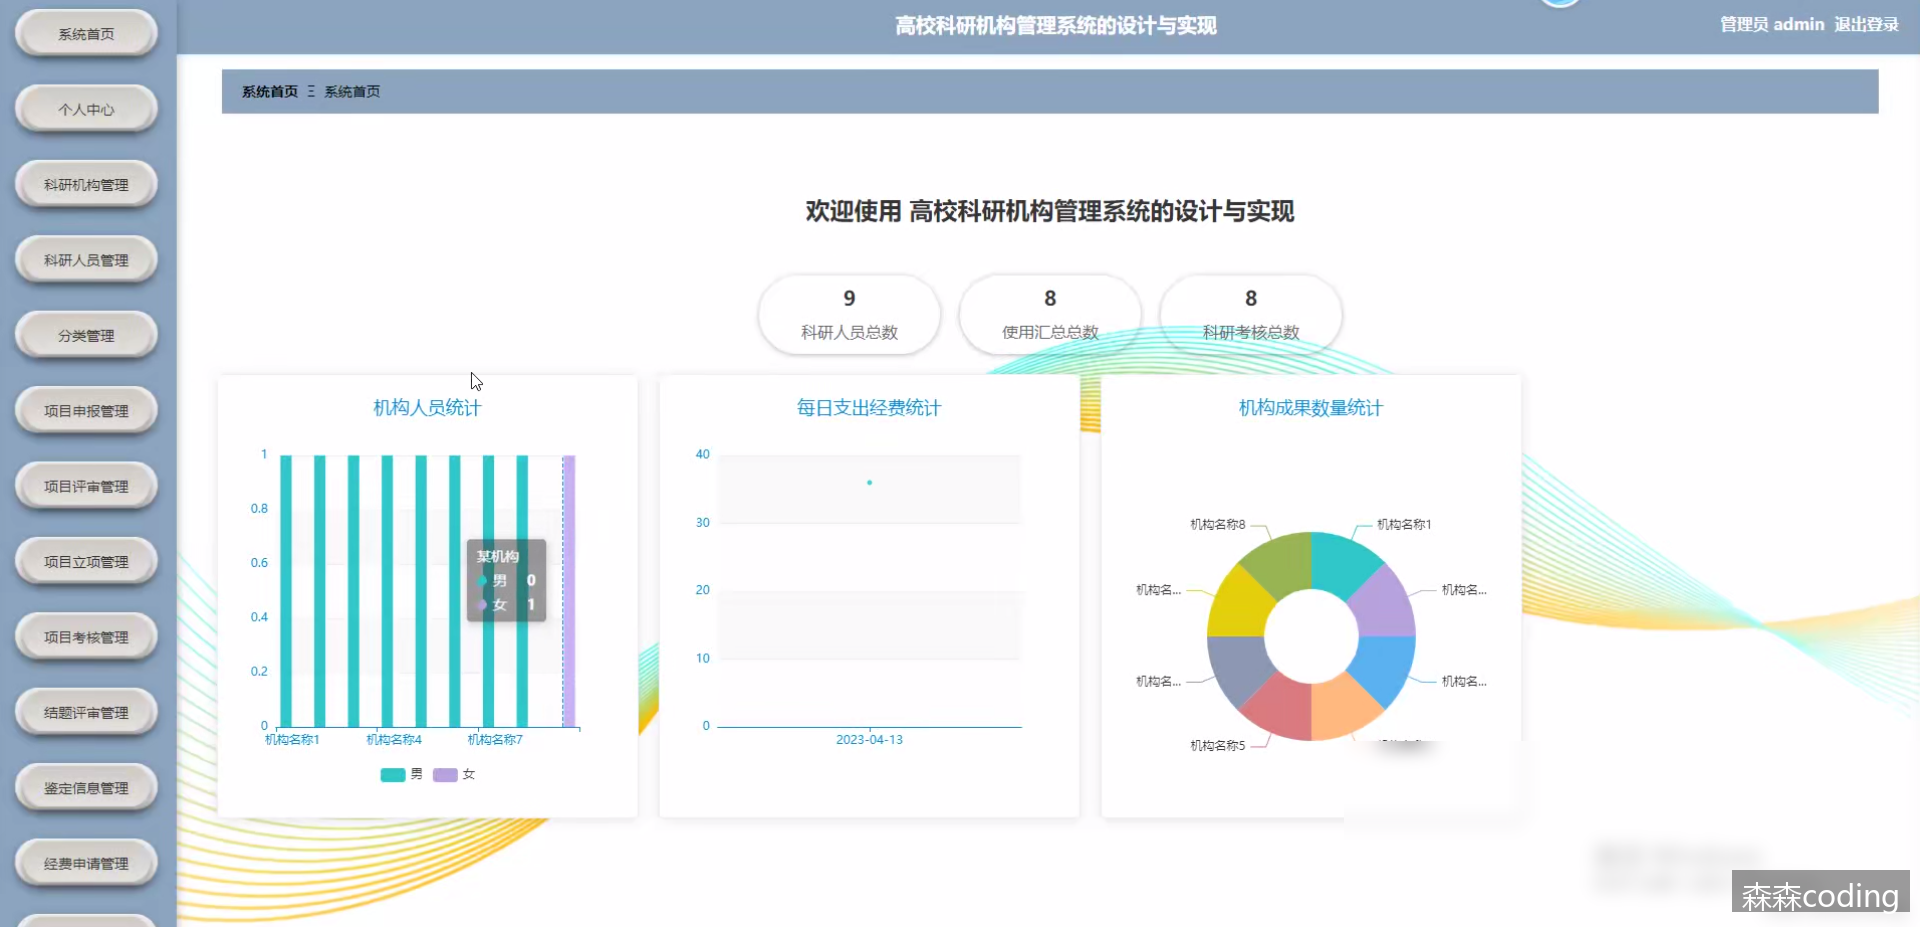 系统首页
个人中心
科研机构管理
科研人员管理
分类管理
项目申报管理
项目评审管理
项目立项管理
项目考核管理
结题评审管理
鉴定信息管理
经费申请管理
高校科研机构管理系统的设计与实现
管理员 admin 退出登录
系统首页 Ξ 系统首页
欢迎使用 高校科研机构管理系统的设计与实现
9
科研人员总数
8
使用汇总总数
8
科研考核总数
机构人员统计
1
0.8
0.6
0.4
0.2
0
某机构
男 0
女 1
机构名称1 机构名称4 机构名称7
男 女
每日支出经费统计
40
30
20
10
0
2023-04-13
机构成果数量统计
机构名称8 机构名称1
机构名... 机构名...
机构名... 机构名...
机构名称5
森森coding